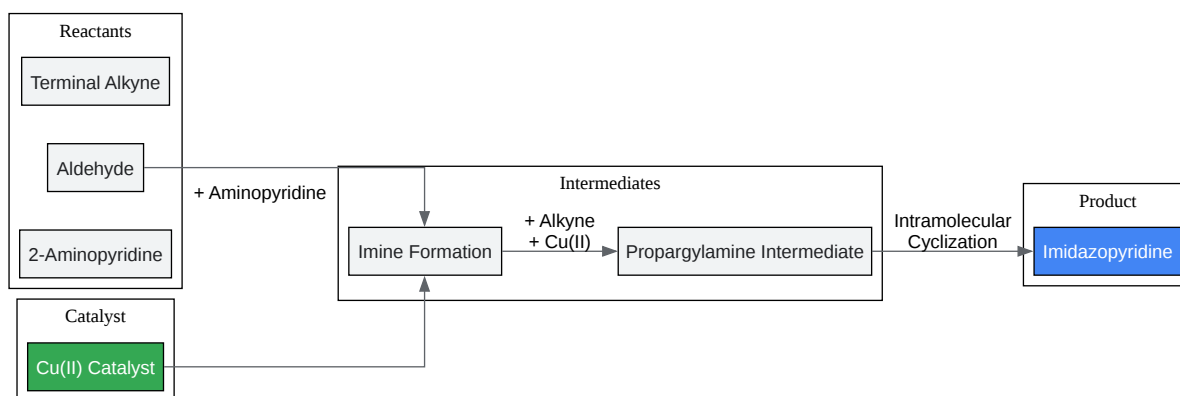 Reactants
Terminal Alkyne
Aldehyde
2-Aminopyridine
+ Aminopyridine
Catalyst
Cu(II) Catalyst
Intermediates
Imine Formation
+ Alkyne
+ Cu(II)
Propargylamine Intermediate
Intramolecular
Cyclization
Product
Imidazopyridine